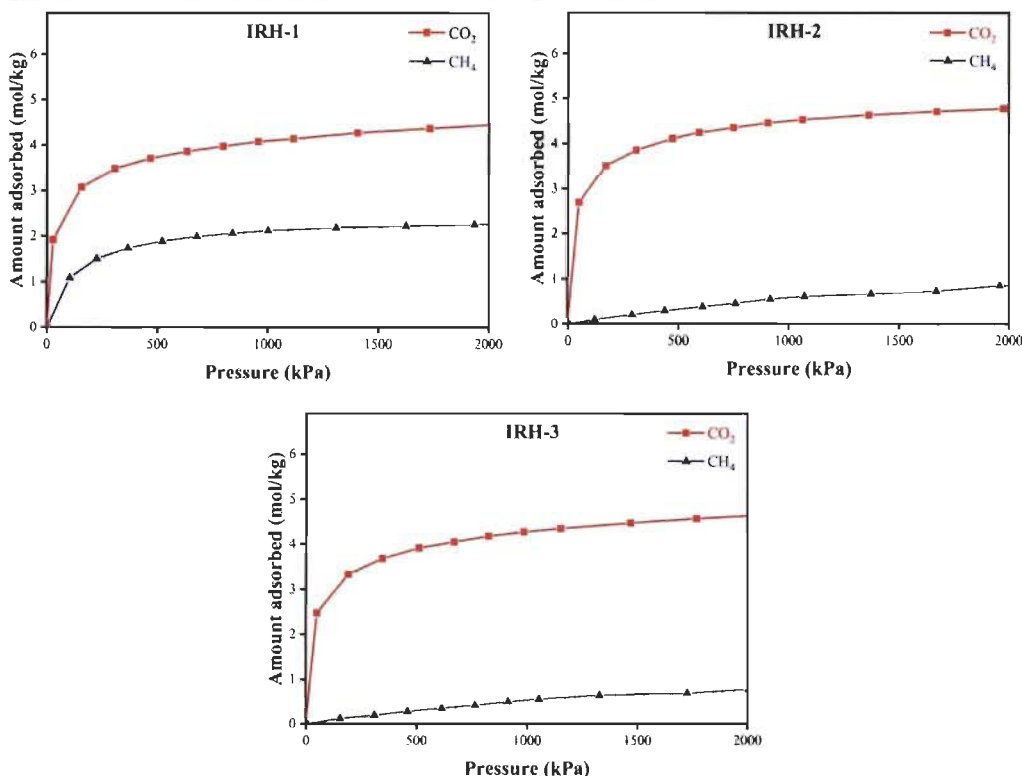 IRH-1
CO₂
CH₄
Amount adsorbed (mol/kg)
6
5
4
3
2
1
0
0 500 1000 1500 2000
Pressure (kPa)
IRH-2
CO₂
CH₄
Amount adsorbed (mol/kg)
6
5
4
3
2
1
0
0 500 1000 1500 2000
Pressure (kPa)
IRH-3
CO₂
CH₄
Amount adsorbed (mol/kg)
6
5
4
3
2
1
0
0 500 1000 1500 2000
Pressure (kPa)